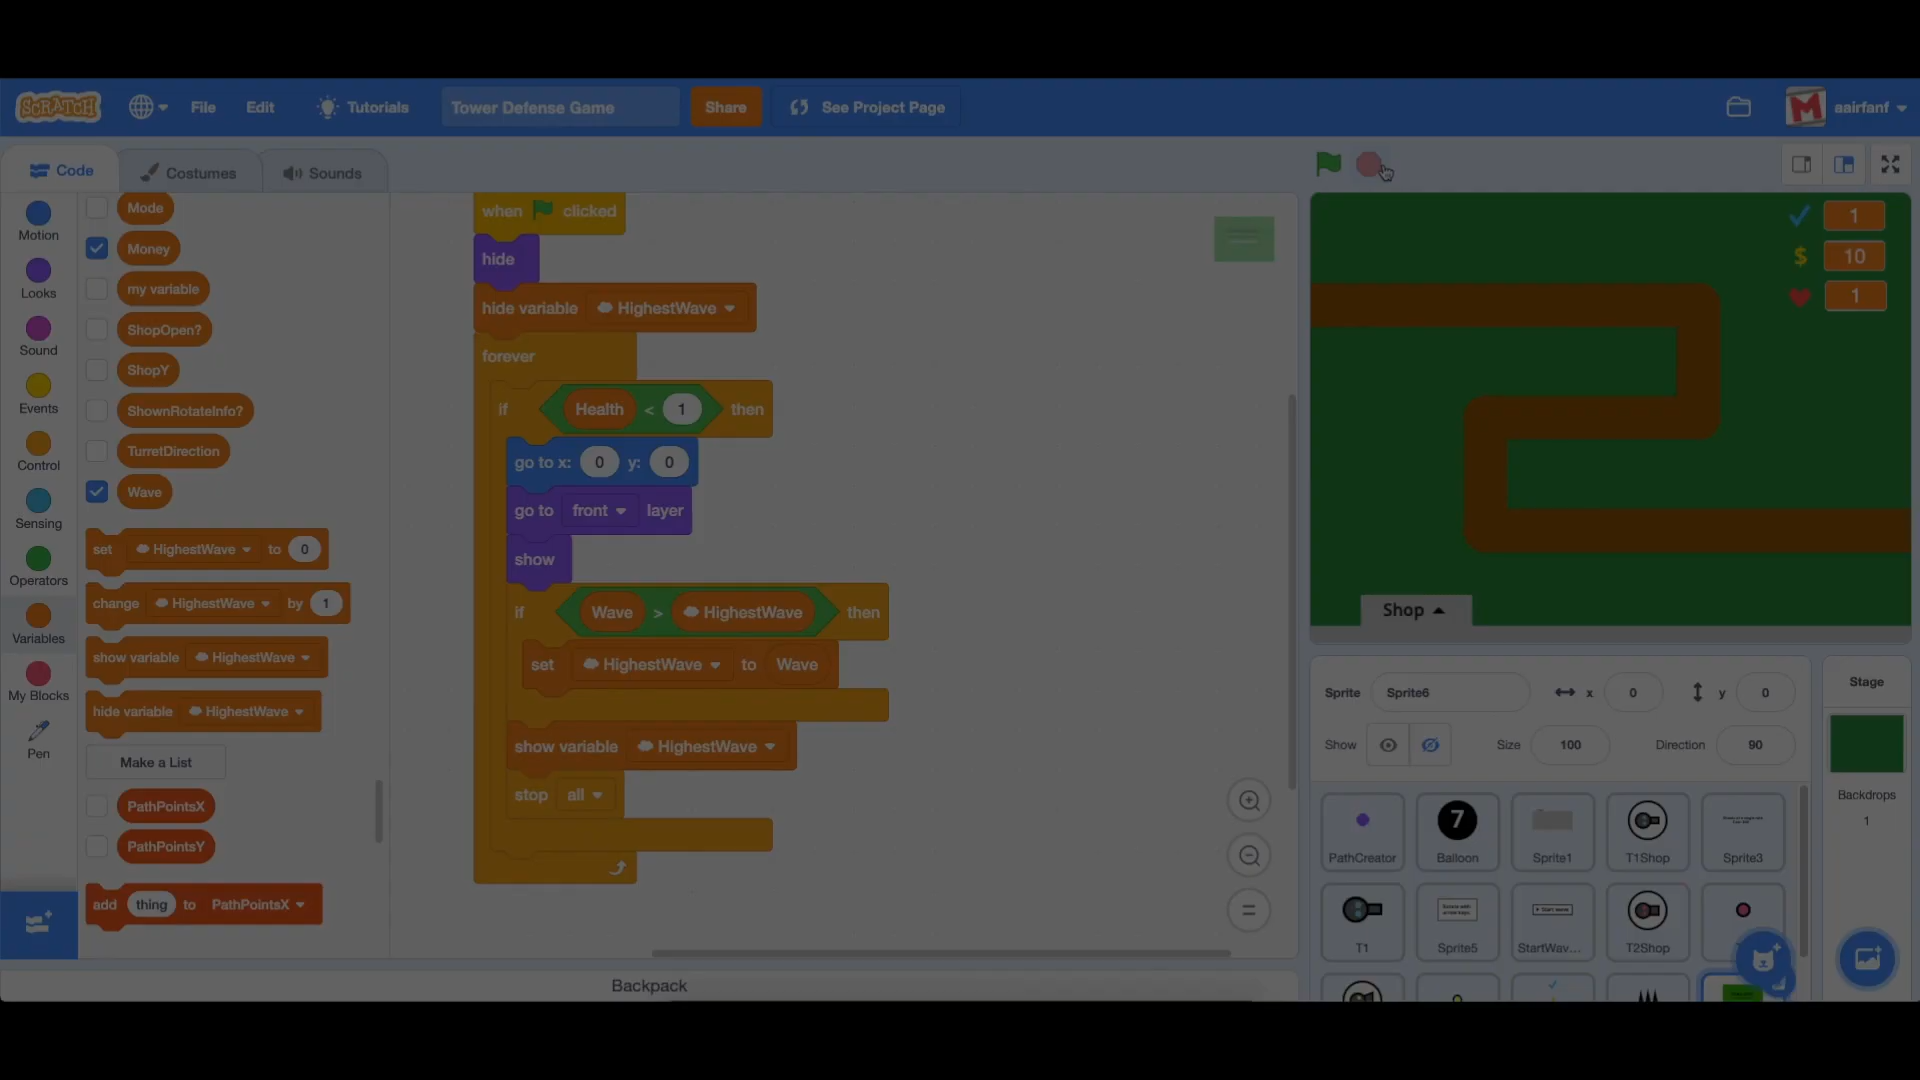 SCRATCH
File
Edit
Tutorials
Tower Defense Game
Share
See Project Page
aairfanf
Code
Costumes
Sounds
Motion
Looks
Sound
Events
Control
Sensing
Operators
Variables
My Blocks
Pen
Mode
Money
my variable
ShopOpen?
ShopY
ShownRotateInfo?
TurretDirection
Wave
set HighestWave to 0
change HighestWave by 1
show variable HighestWave
hide variable HighestWave
Make a List
PathPointsX
PathPointsY
add thing to PathPointsX
when clicked
hide
hide variable HighestWave
forever
if Health < 1 then
go to x: 0 y: 0
go to front layer
show
if Wave > HighestWave then
set HighestWave to Wave
show variable HighestWave
stop all
Backpack
1
$ 10
1
Shop
Sprite Sprite6 x 0 y 0
Show Size 100 Direction 90
Stage
Backdrops
1
7
PathCreator
Balloon
Sprite1
T1Shop
Sprite3
Rotate with
arrow keys
Start wave
T1
Sprite5
StartWav...
T2Shop